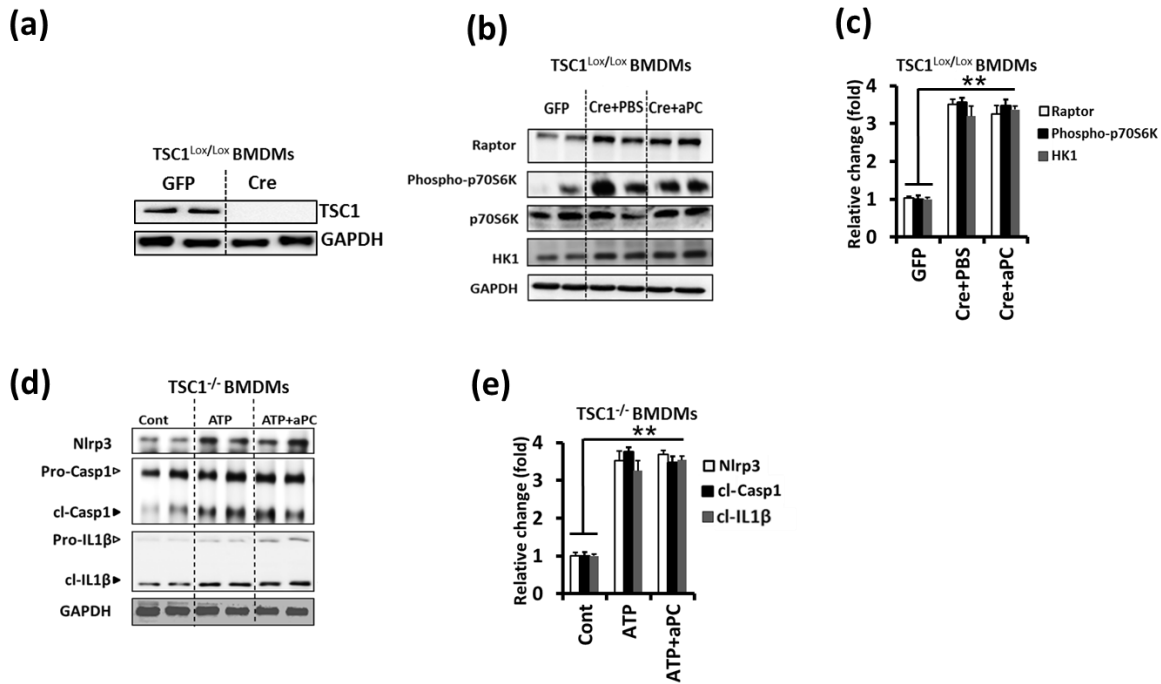 (a)
TSC1Lox/Lox BMDMs
GFP Cre
TSC1
GAPDH
(b)
TSC1Lox/Lox BMDMs
GFP Cre+PBS Cre+aPC
Raptor
Phospho-p70S6K
p70S6K
HK1
GAPDH
(c)
TSC1Lox/Lox BMDMs
**
Relative change (fold)
4
3
2
1
0
GFP
Cre+PBS
Cre+aPC
Raptor
Phospho-p70S6K
HK1
(d)
TSC1-/- BMDMs
Cont ATP ATP+aPC
Nlrp3
Pro-Casp1▹
cl-Casp1▸
Pro-IL1β▹
cl-IL1β▸
GAPDH
(e)
TSC1-/- BMDMs
**
Relative change (fold)
4
3
2
1
0
Cont
ATP
ATP+aPC
Nlrp3
cl-Casp1
cl-IL1β